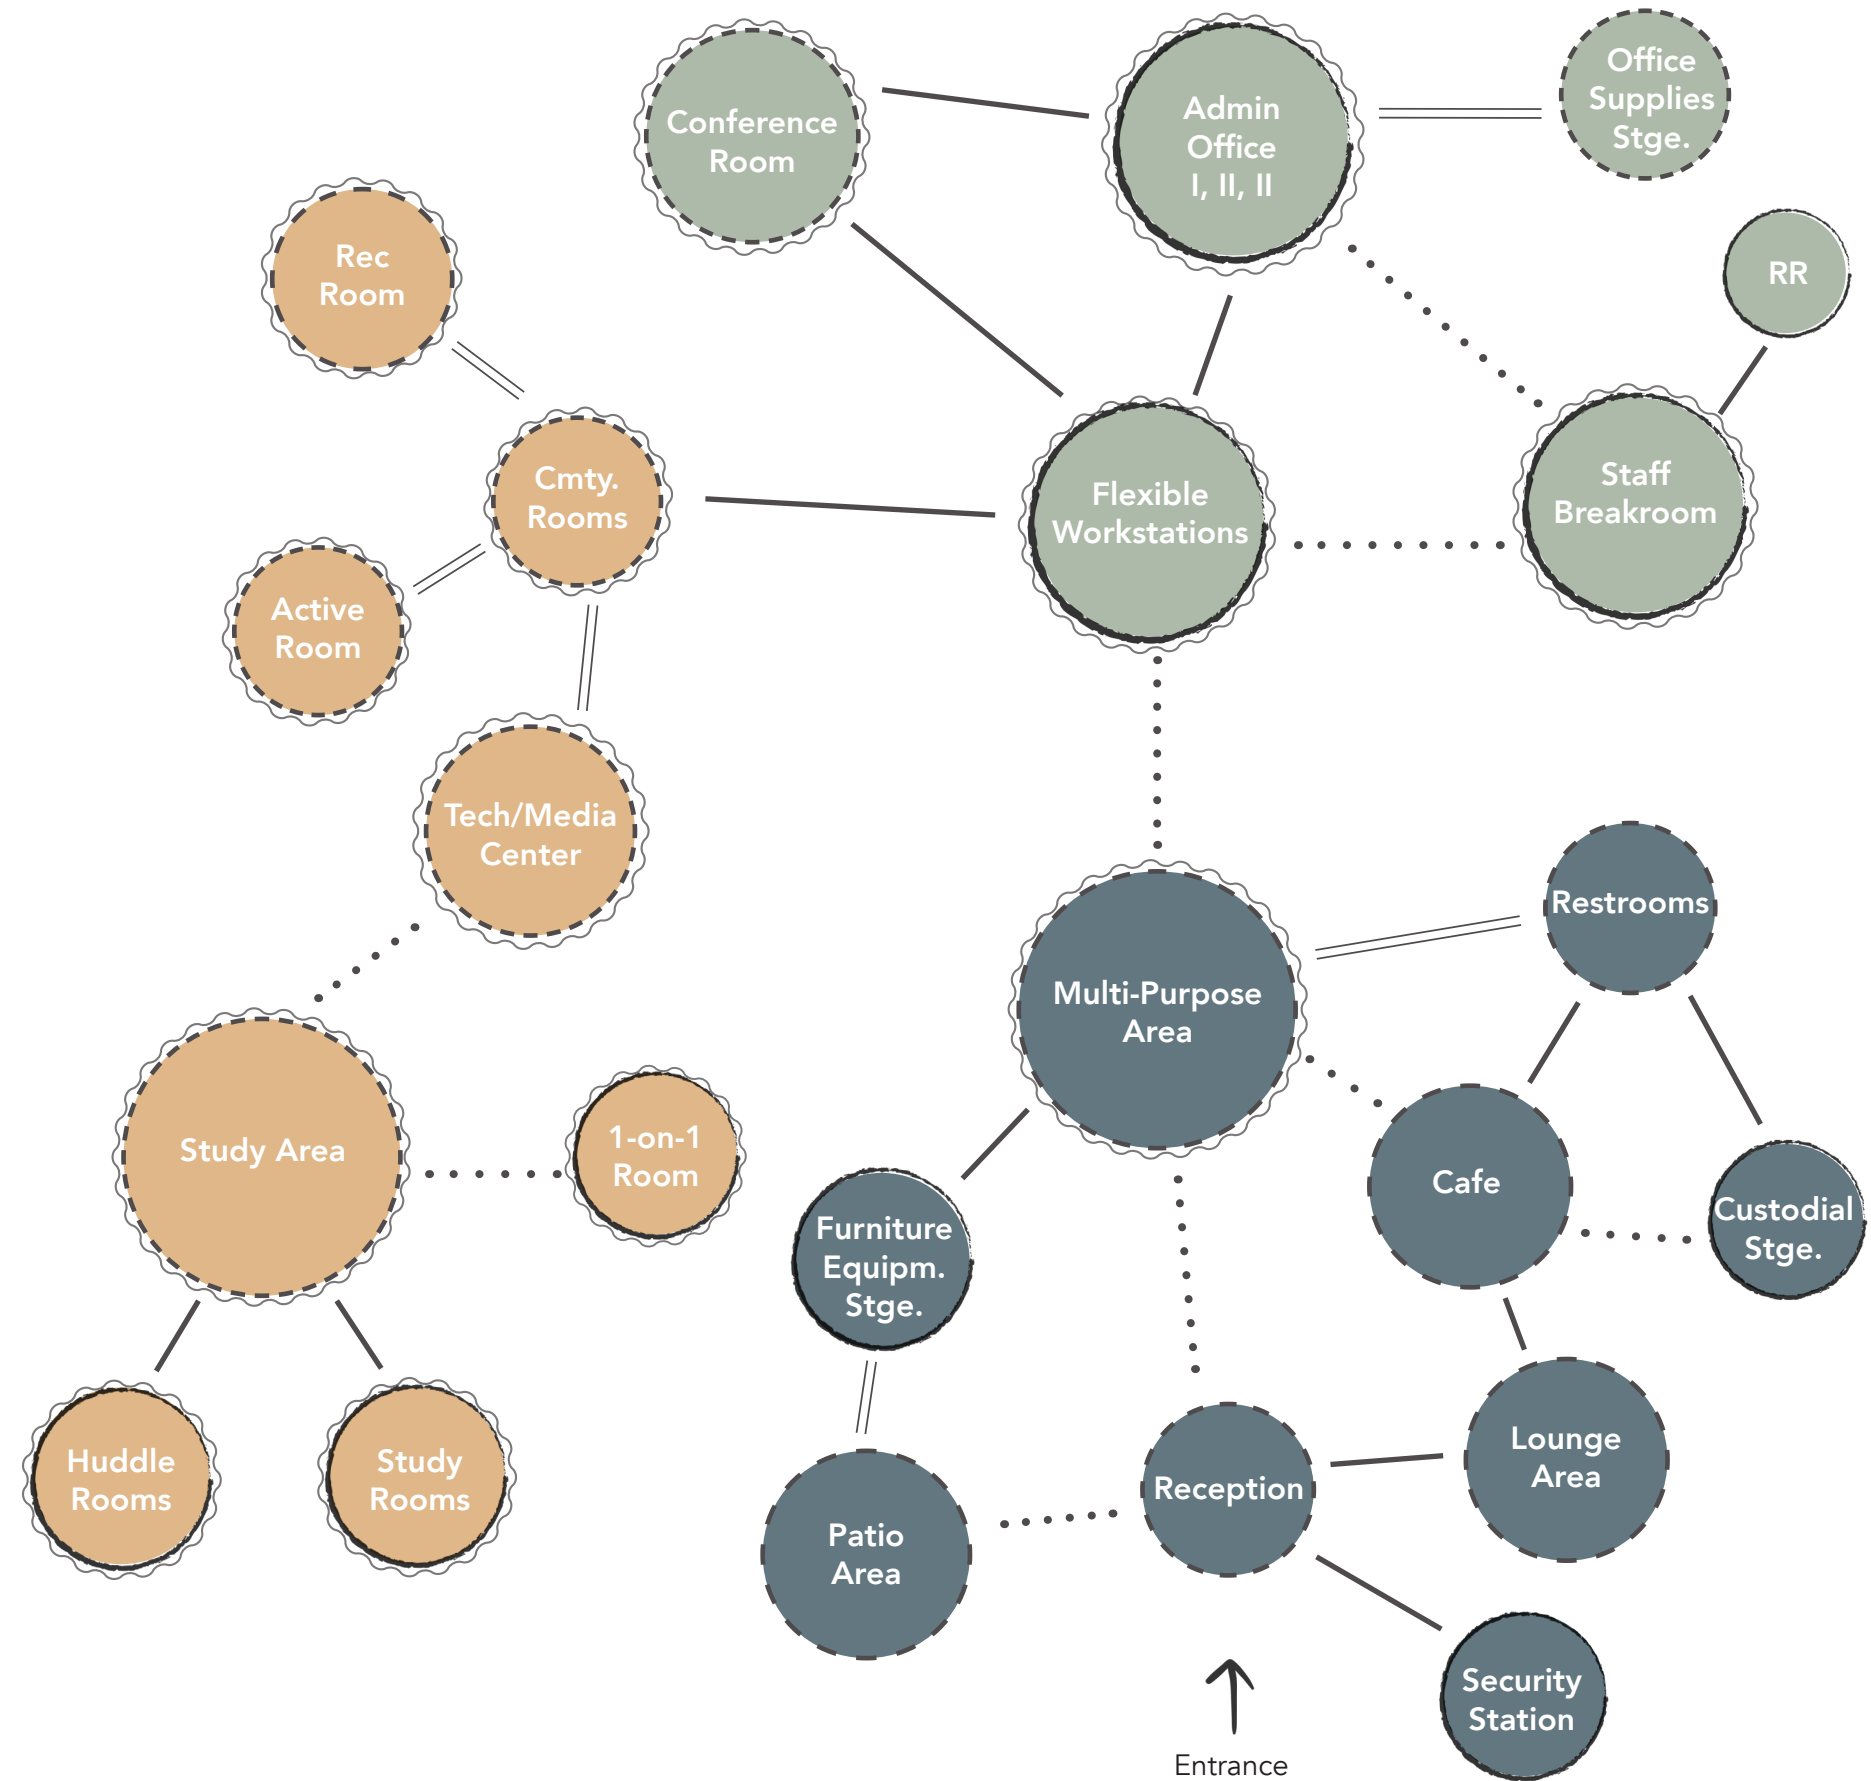 Conference
Room
Admin
Office
I, II, II
Office
Supplies
Stge.
Rec
Room
RR
Cmty.
Rooms
Flexible
Workstations
Staff
Breakroom
Active
Room
Tech/Media
Center
Restrooms
Multi-Purpose
Area
Study Area
1-on-1
Room
Cafe
Custodial
Stge.
Furniture
Equipm.
Stge.
Huddle
Rooms
Study
Rooms
Reception
Lounge
Area
Patio
Area
Security
Station
Entrance